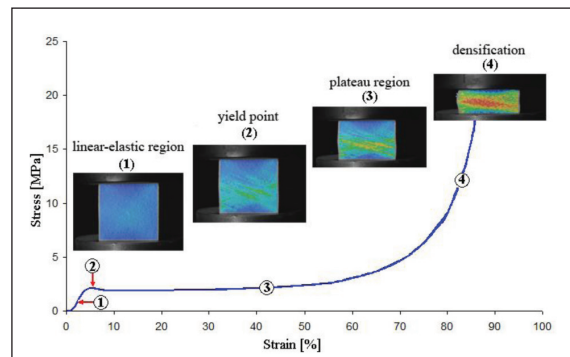 25
20
15
10
5
0
Stress [MPa]
densification
(4)
plateau region
(3)
yield point
(2)
linear-elastic region
(1)
2
1
3
4
0 10 20 30 40 50 60 70 80 90 100
Strain [%]